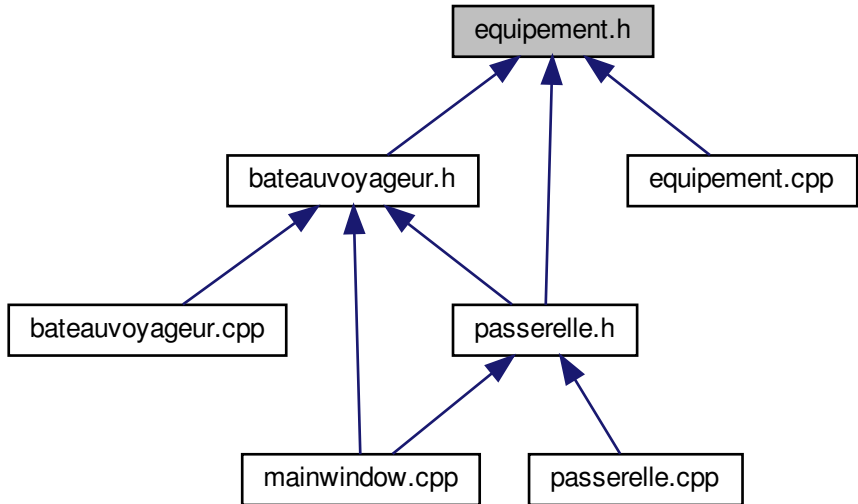 equipement.h
bateauvoyageur.h
equipement.cpp
bateauvoyageur.cpp
passerelle.h
mainwindow.cpp
passerelle.cpp